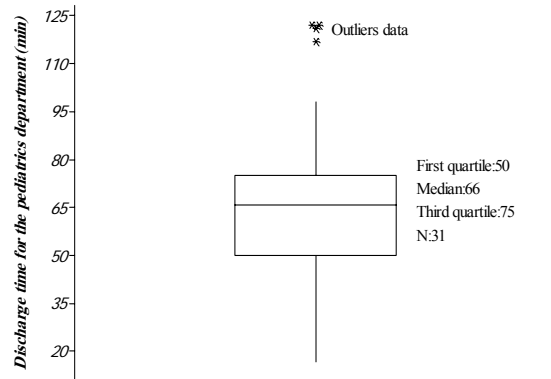 Discharge time for the pediatrics department (min)
125
110
95
80
65
50
35
20
Outliers data
First quartile:50
Median:66
Third quartile:75
N:31